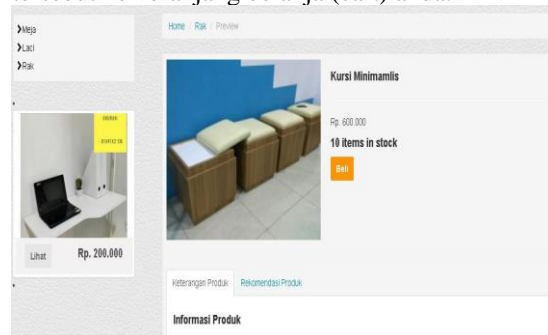 Meja
Laci
Rak
Home / Rak / Preview
Kursi Minimamlis
Rp. 600.000
10 items in stock
Beli
Lihat
Rp. 200.000
Keterangan Produk
Rekomendasi Produk
Informasi Produk